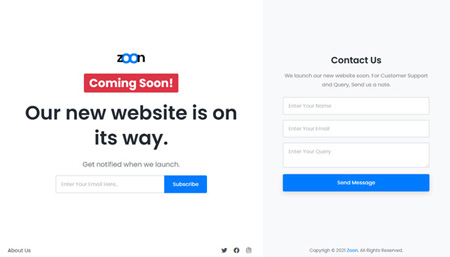 zoon
Coming Soon!
Our new website is on
its way.
Get notified when we launch.
Enter Your Email Here..
Subscribe
About Us
Contact Us
We launch our new website soon. For Customer Support
and Query, Send us a note.
Enter Your Name
Enter Your Email
Enter Your Query
Send Message
Copyrigh © 2021 Zoon. All Rights Reserved.